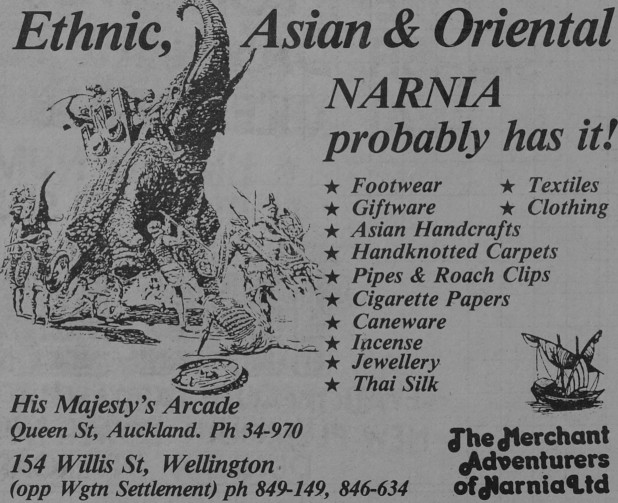 Ethnic, Asian & Oriental
NARNIA
probably has it!
★ Footwear ★ Textiles
★ Giftware ★ Clothing
★ Asian Handcrafts
★ Handknotted Carpets
★ Pipes & Roach Clips
★ Cigarette Papers
★ Caneware
★ Incense
★ Jewellery
★ Thai Silk
His Majesty's Arcade
Queen St, Auckland. Ph 34-970
154 Willis St, Wellington
(opp Wgtn Settlement) ph 849-149, 846-634
The Merchant
Adventurers
of Narnia Ltd